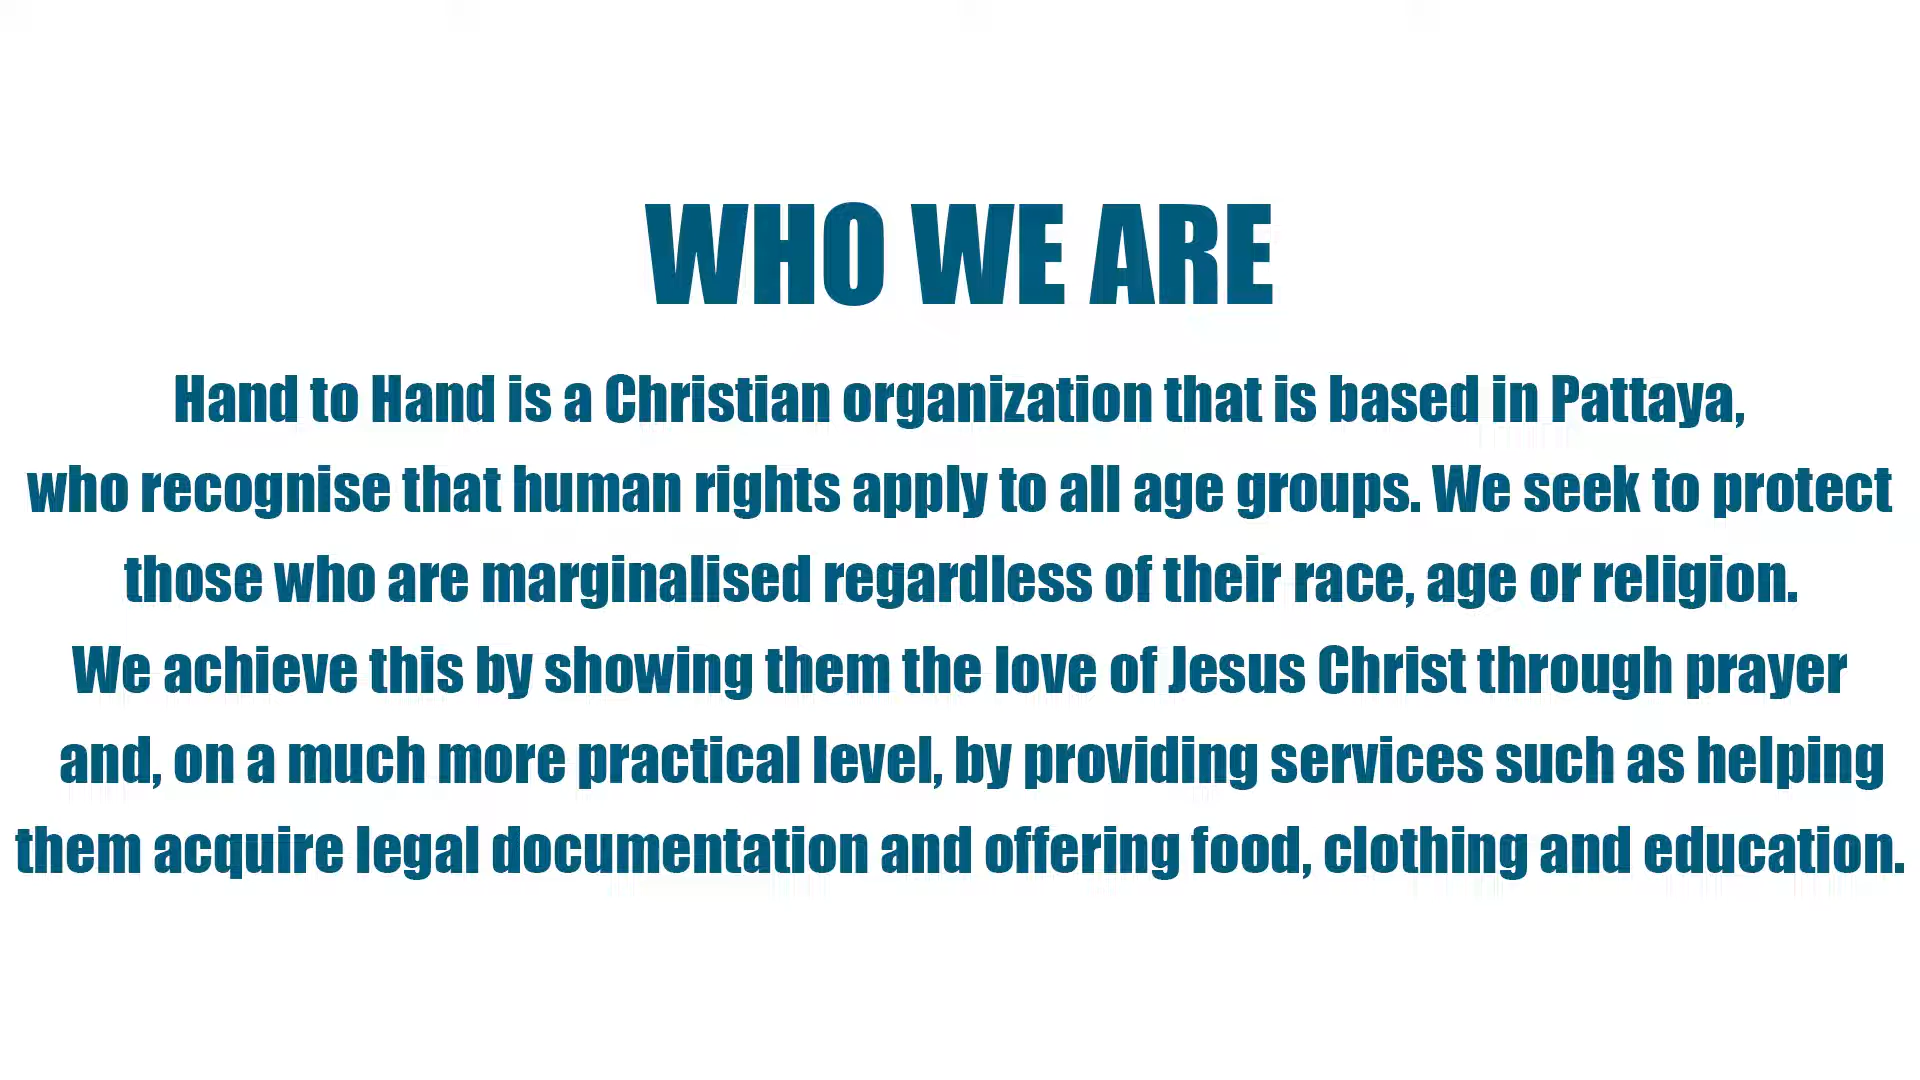 WHO WE ARE
Hand to Hand is a Christian organization that is based in Pattaya,
who recognise that human rights apply to all age groups. We seek to protect
those who are marginalised regardless of their race, age or religion.
We achieve this by showing them the love of Jesus Christ through prayer
and, on a much more practical level, by providing services such as helping
them acquire legal documentation and offering food, clothing and education.